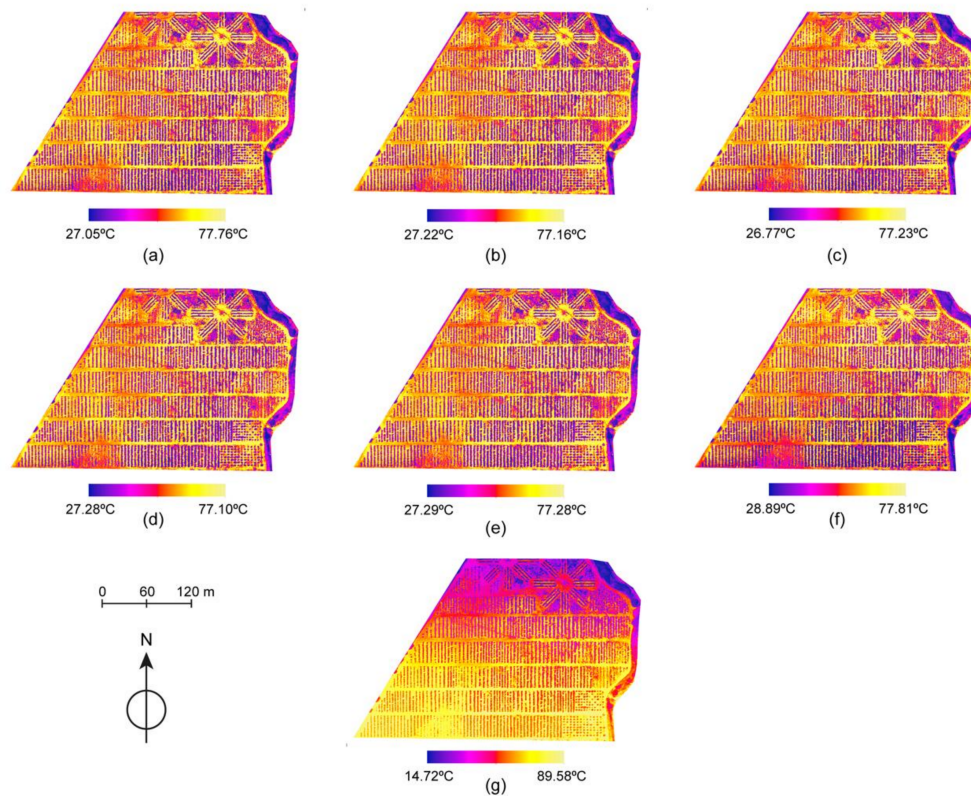 27.05ºC 77.76ºC 27.22ºC 77.16ºC 26.77ºC 77.23ºC
(a) (b) (c)
27.28ºC 77.10ºC 27.29ºC 77.28ºC 28.89ºC 77.81ºC
(d) (e) (f)
0 60 120 m
N
14.72ºC 89.58ºC
(g)